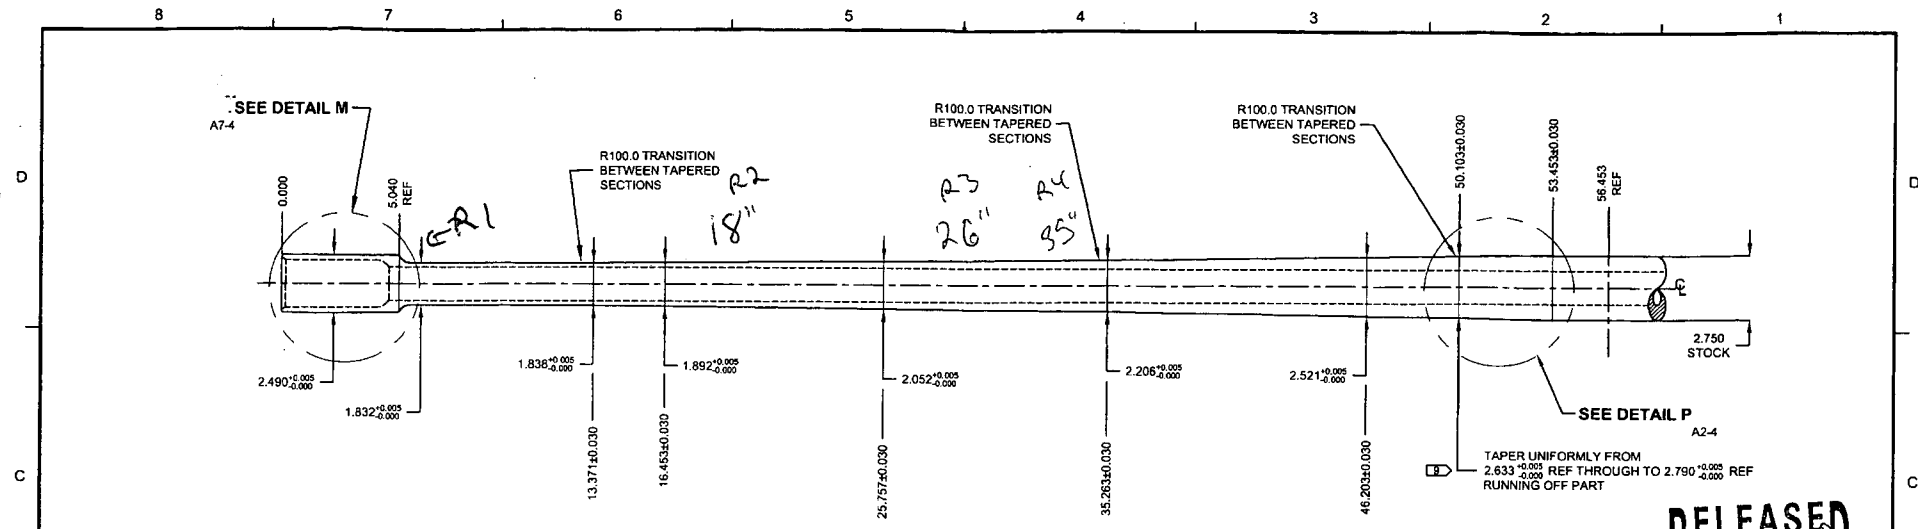 8 7 6 5 4 3 2 1
SEE DETAIL M
A7-4
R100.0 TRANSITION
BETWEEN TAPERED
SECTIONS
R100.0 TRANSITION
BETWEEN TAPERED
SECTIONS
R100.0 TRANSITION
BETWEEN TAPERED
SECTIONS
D
D
0.000
5.040
REF
R1
R2
18"
R3
26"
R4
35"
50.103±0.030
53.453±0.030
56.453
REF
2.490 +0.005 -0.000
1.832 +0.005 -0.000
1.838 +0.005 -0.000
1.892 +0.005 -0.000
2.052 +0.005 -0.000
2.206 +0.005 -0.000
2.521 +0.005 -0.000
2.750
STOCK
13.371±0.030
16.453±0.030
25.757±0.030
35.263±0.030
46.203±0.030
SEE DETAIL P
A2-4
9
TAPER UNIFORMLY FROM
2.633 +0.005 -0.000 REF THROUGH TO 2.790 +0.005 -0.000 REF
RUNNING OFF PART
C
C
RELEASED